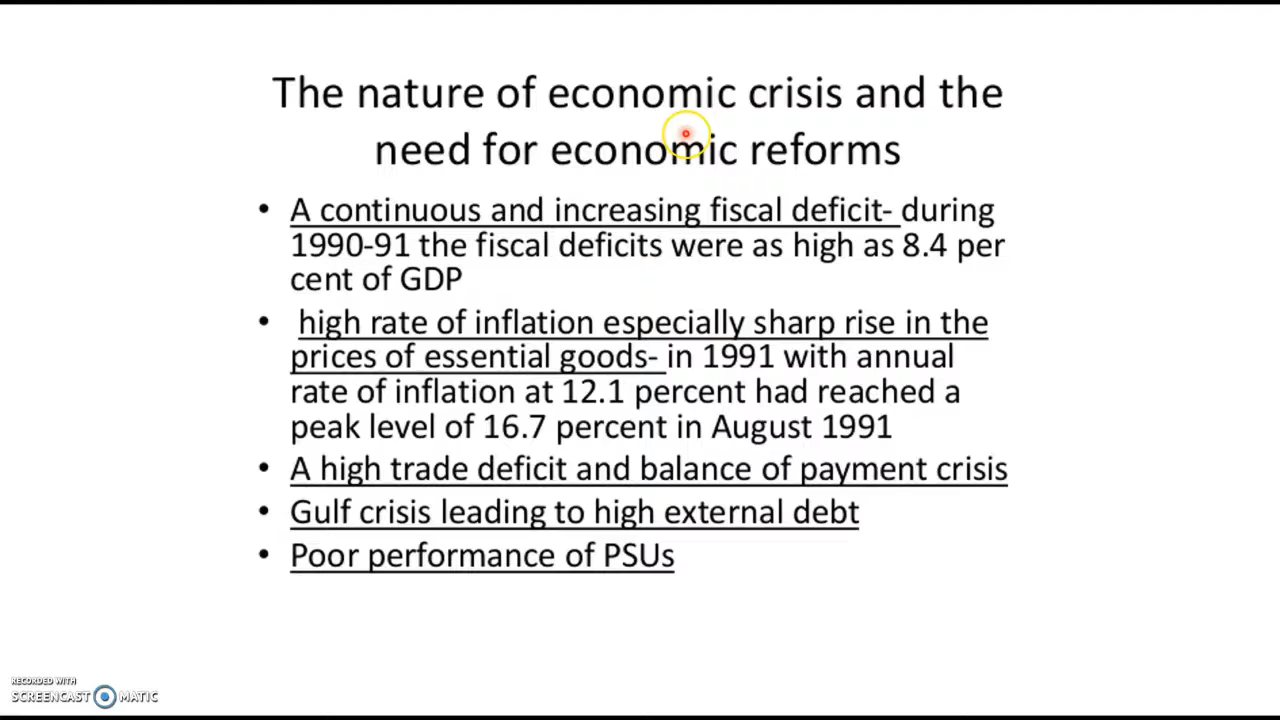 The nature of economic crisis and the
need for economic reforms
• A continuous and increasing fiscal deficit- during
1990-91 the fiscal deficits were as high as 8.4 per
cent of GDP
• high rate of inflation especially sharp rise in the
prices of essential goods- in 1991 with annual
rate of inflation at 12.1 percent had reached a
peak level of 16.7 percent in August 1991
• A high trade deficit and balance of payment crisis
• Gulf crisis leading to high external debt
• Poor performance of PSUs
RECORDED WITH
SCREENCAST MATIC